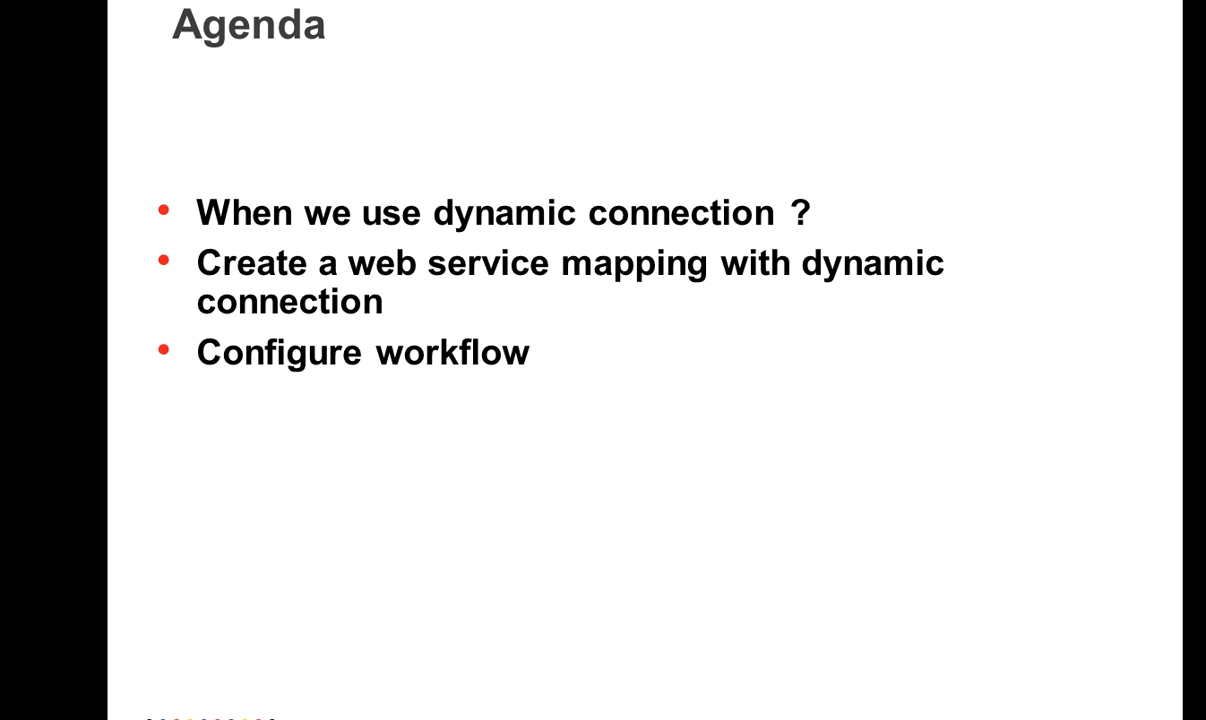 Agenda
• When we use dynamic connection ?
• Create a web service mapping with dynamic
connection
• Configure workflow